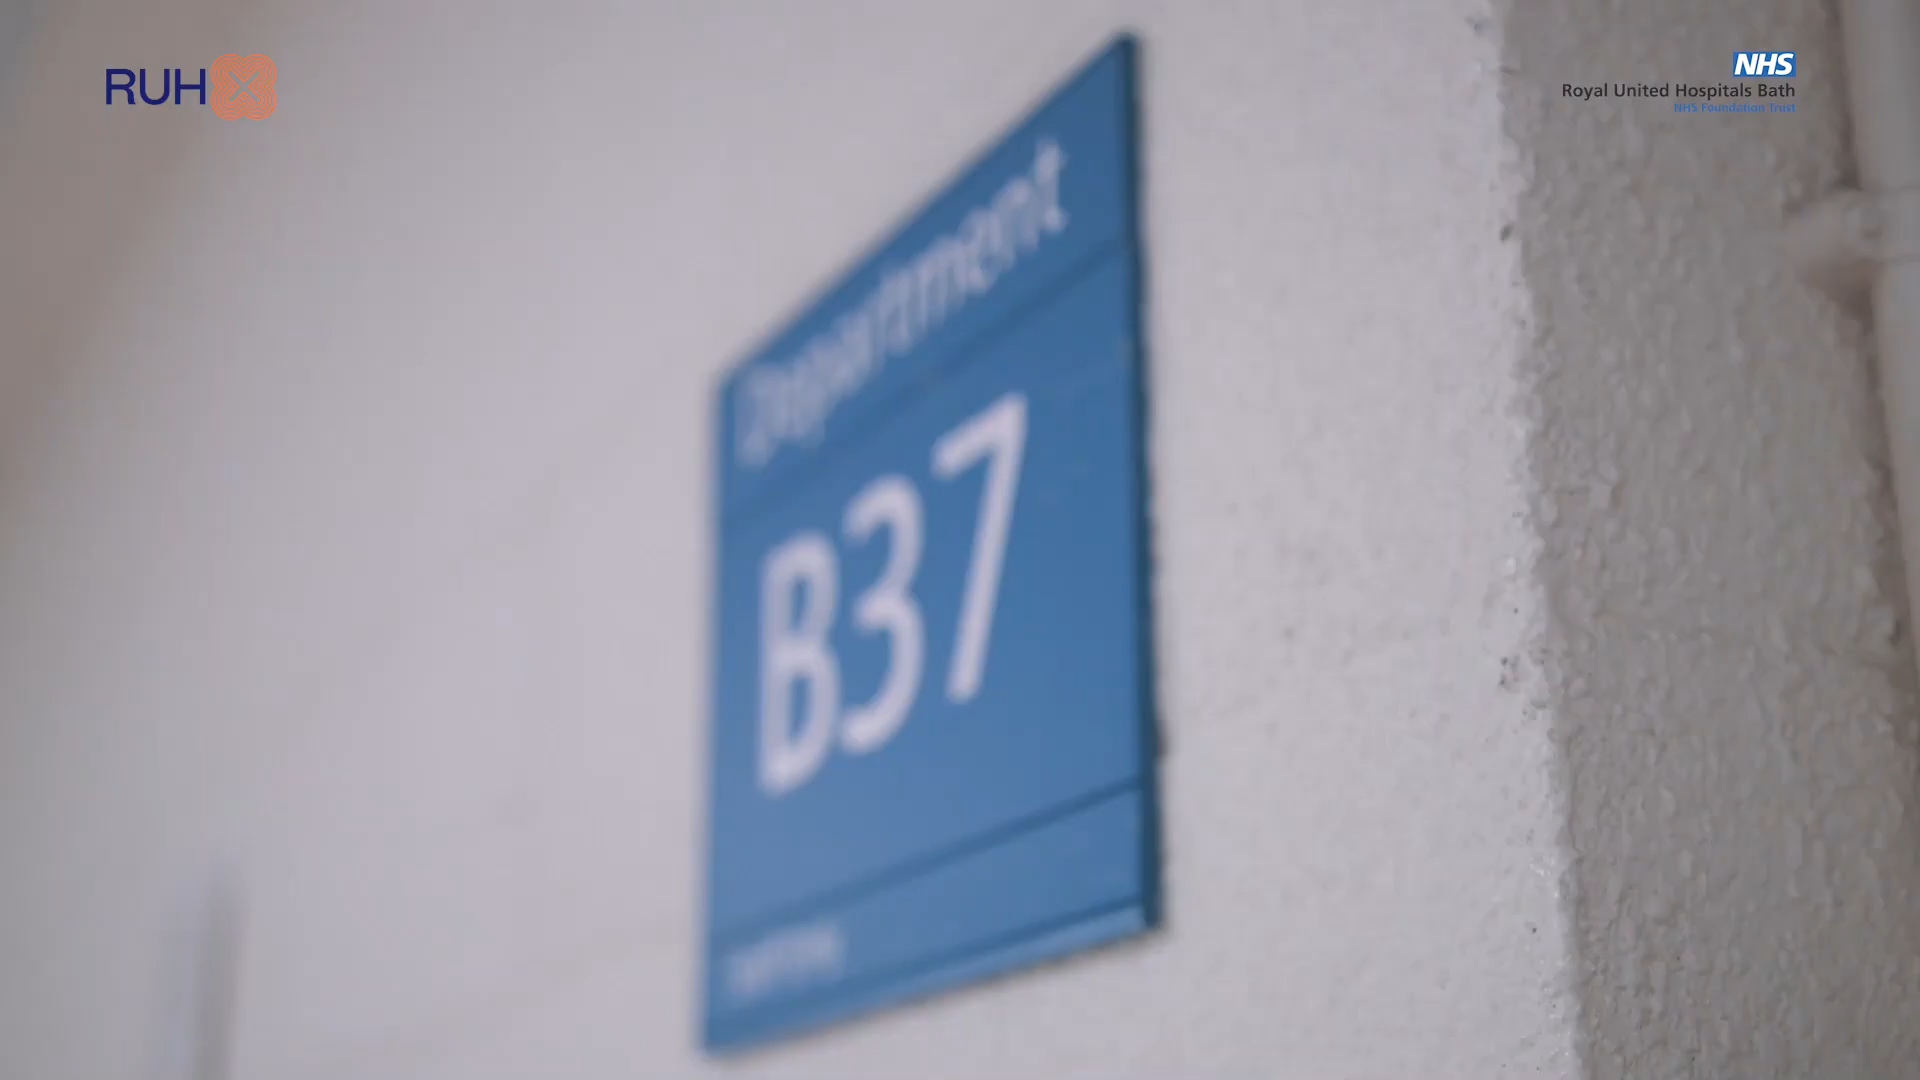 RUH
NHS
Royal United Hospitals Bath
NHS Foundation Trust
Department
B37